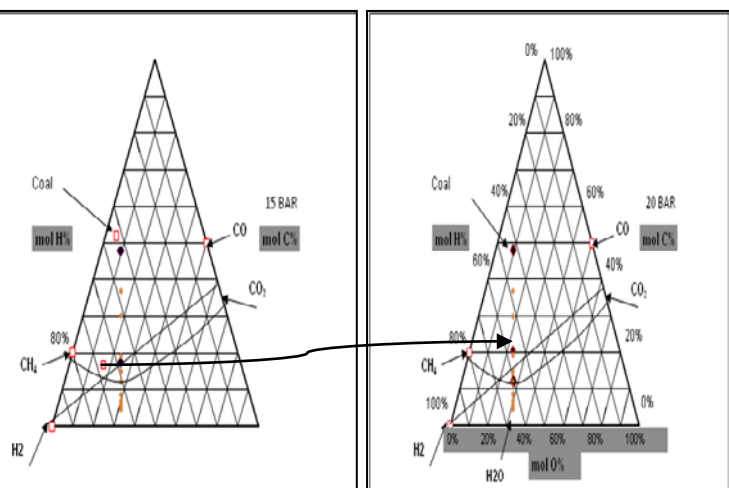 Coal
15 BAR
mol H%
CO
mol C%
CO₂
80%
CH₄
H2
0% 100%
20% 80%
Coal
40% 60%
20 BAR
mol H%
CO
mol C%
60% 40%
CO₂
80% 20%
CH₄
100% 0%
0% 20% 40% 60% 80% 100%
H2
H2O
mol O%